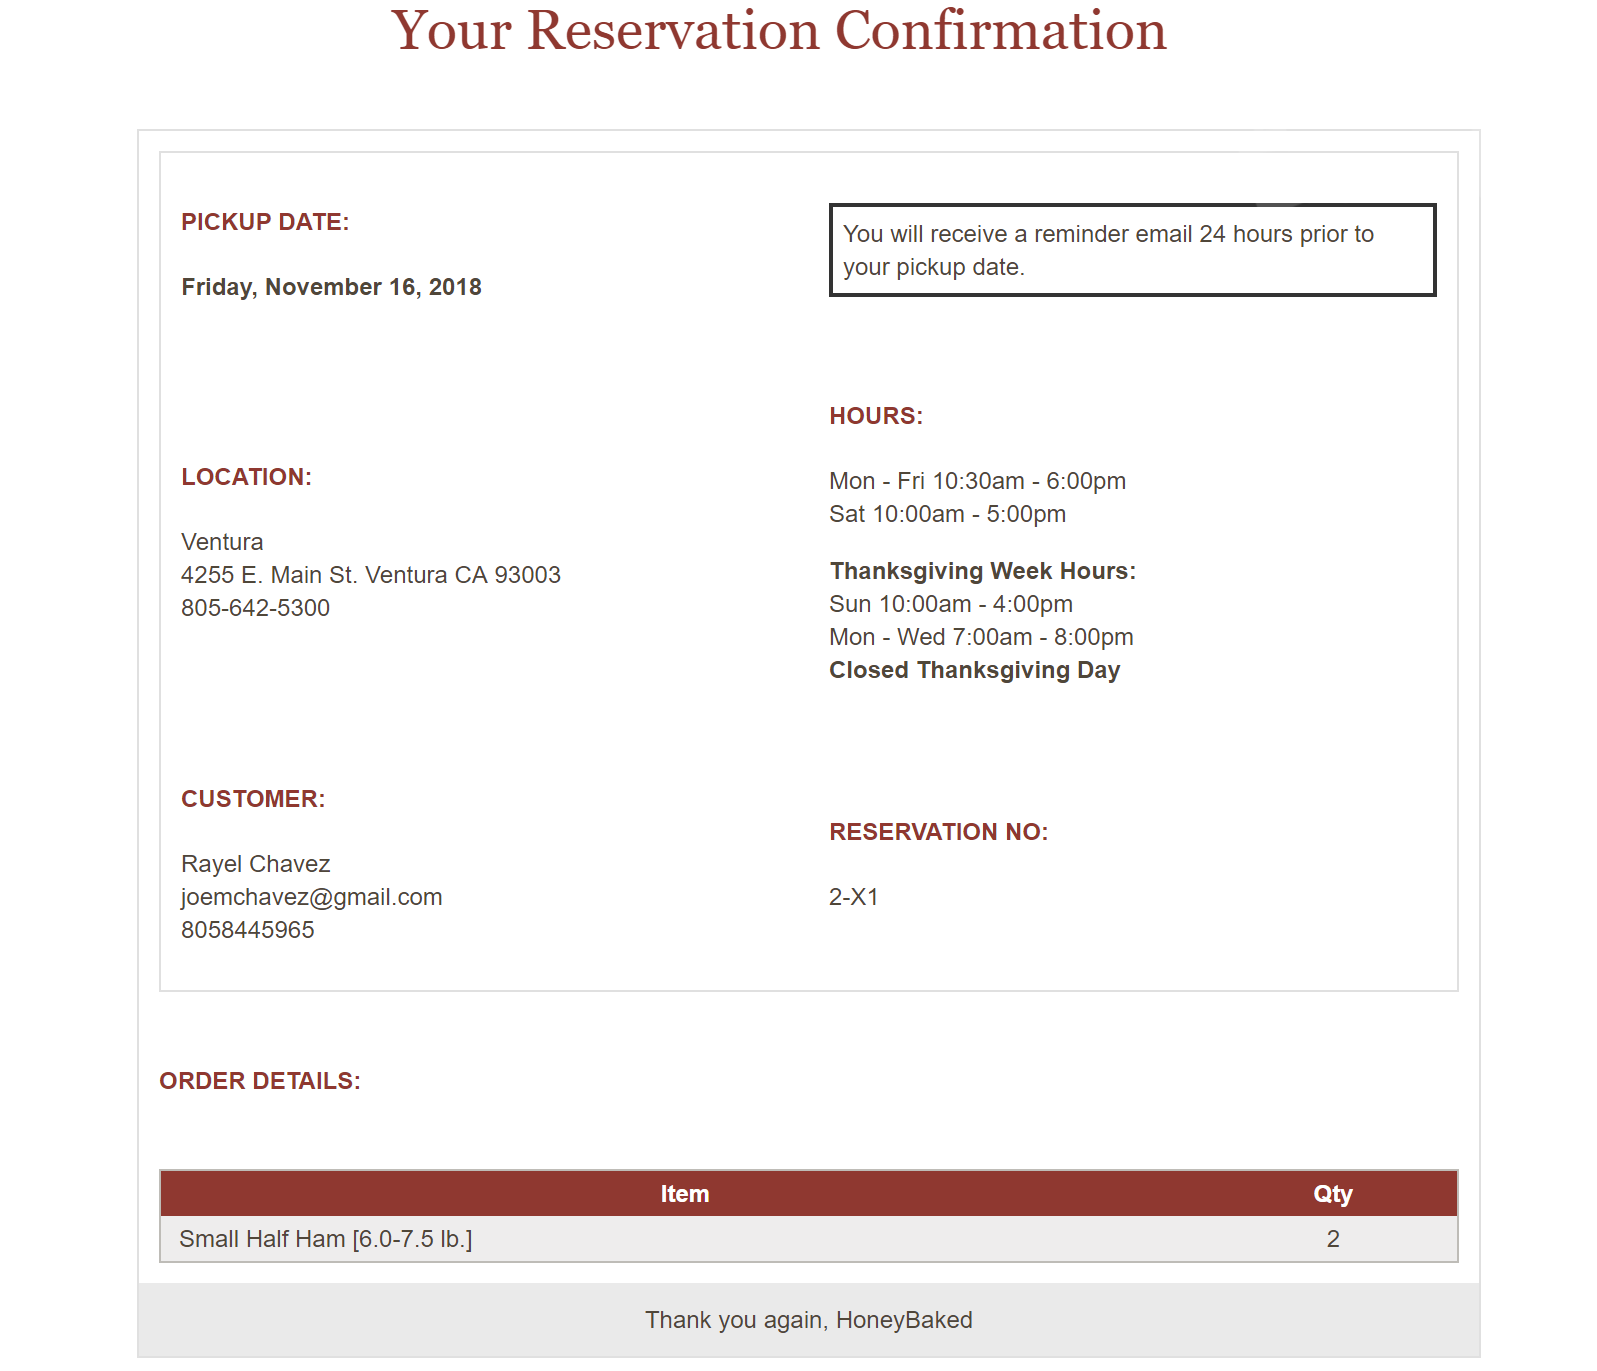 Your Reservation Confirmation
PICKUP DATE:
Friday, November 16, 2018
You will receive a reminder email 24 hours prior to
your pickup date.
LOCATION:
Ventura
4255 E. Main St. Ventura CA 93003
805-642-5300
HOURS:
Mon - Fri 10:30am - 6:00pm
Sat 10:00am - 5:00pm
Thanksgiving Week Hours:
Sun 10:00am - 4:00pm
Mon - Wed 7:00am - 8:00pm
Closed Thanksgiving Day
CUSTOMER:
Rayel Chavez
joemchavez@gmail.com
8058445965
RESERVATION NO:
2-X1
ORDER DETAILS:
Item Qty
Small Half Ham [6.0-7.5 lb.] 2
Thank you again, HoneyBaked